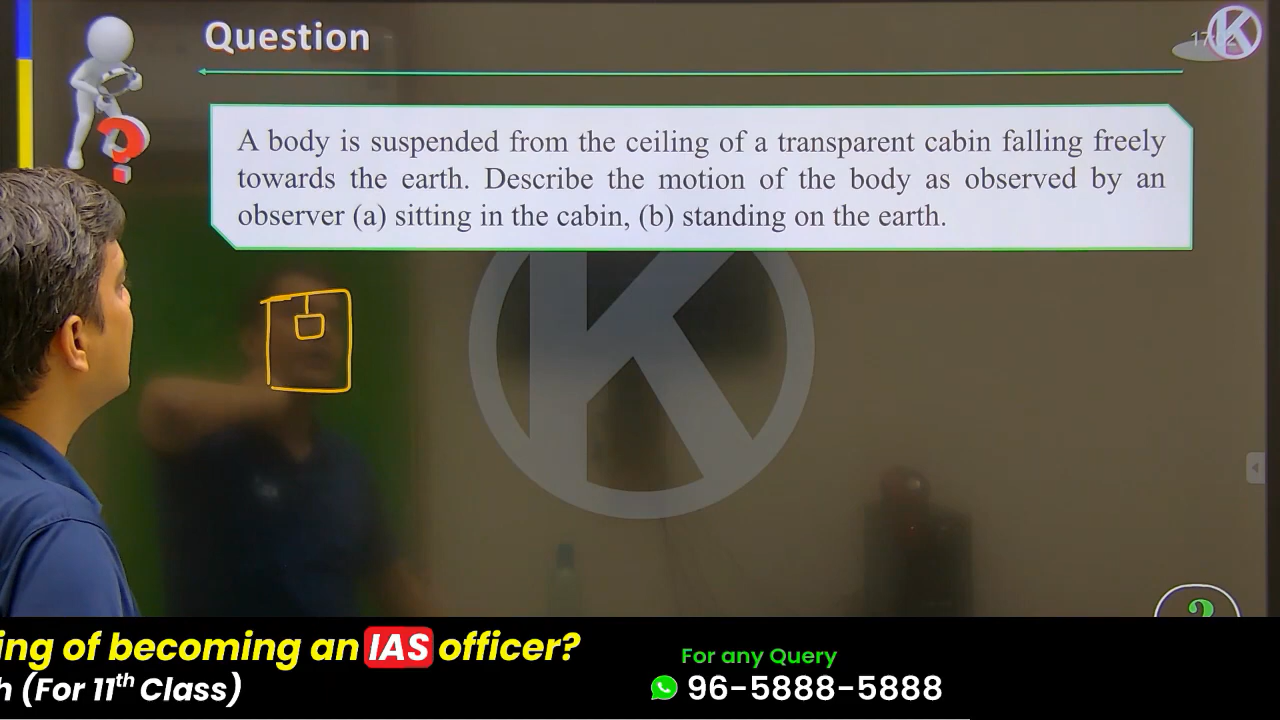 Question
A body is suspended from the ceiling of a transparent cabin falling freely
towards the earth. Describe the motion of the body as observed by an
observer (a) sitting in the cabin, (b) standing on the earth.
K
ing of becoming an IAS officer?
h (For 11th Class)
For any Query
96-5888-5888